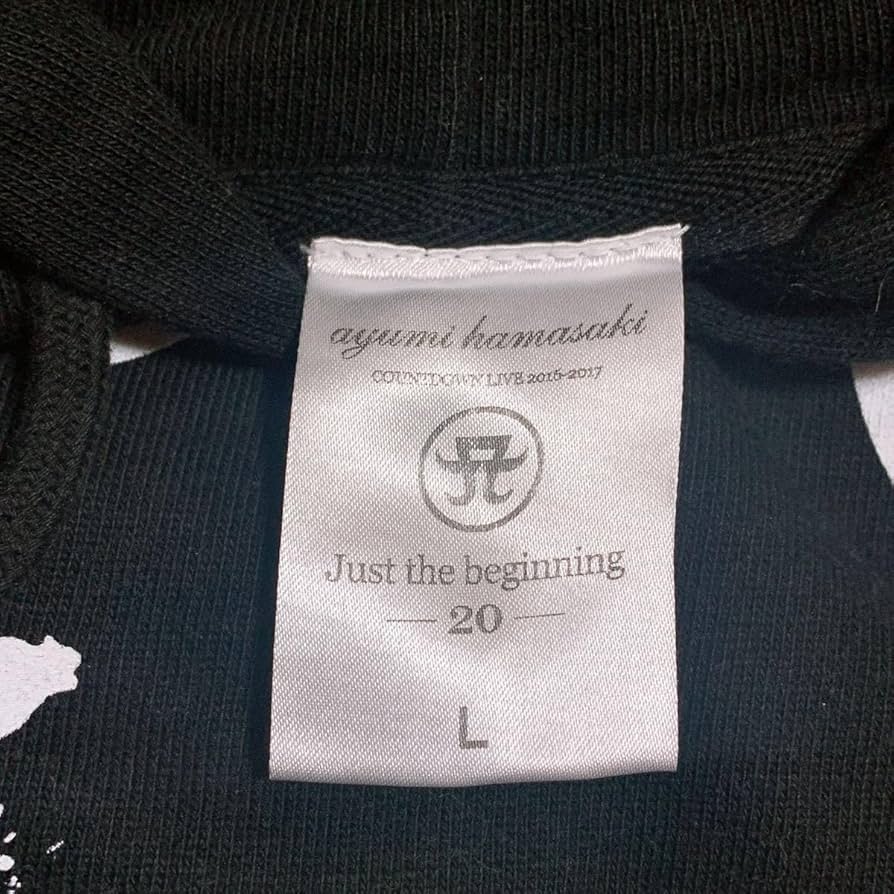 ayumi hamasaki
COUNTDOWN LIVE 2016-2017
Just the beginning
— 20 —
L